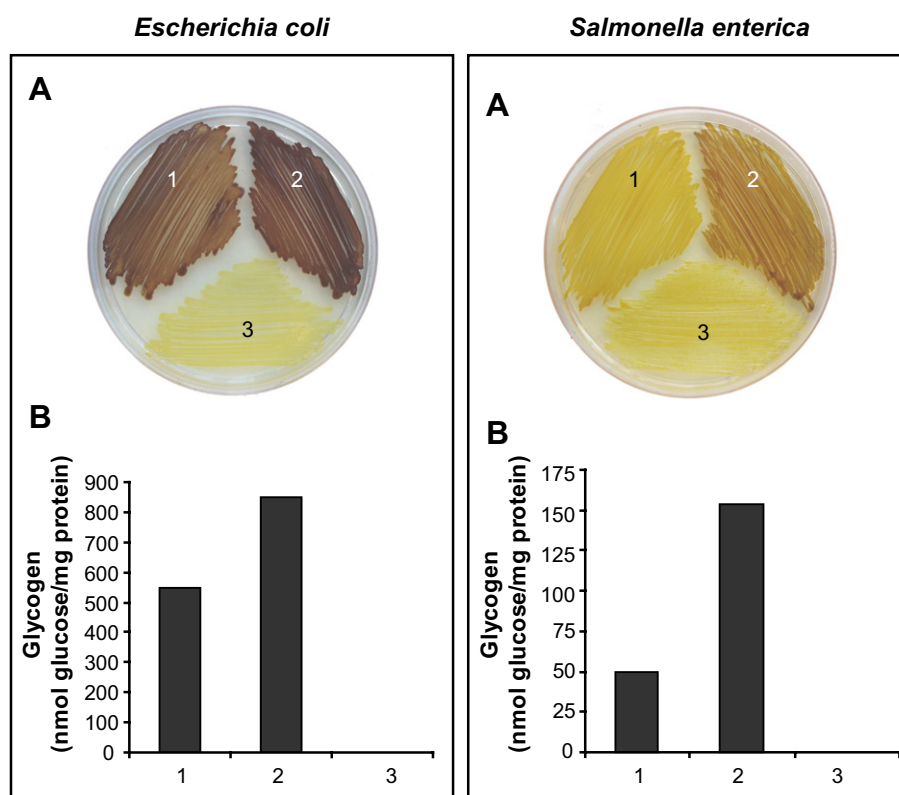 Escherichia coli
A
1
2
3
B
Glycogen
(nmol glucose/mg protein)
900
800
700
600
500
400
300
200
100
0
1 2 3
Salmonella enterica
A
1
2
3
B
Glycogen
(nmol glucose/mg protein)
175
150
125
100
75
50
25
0
1 2 3